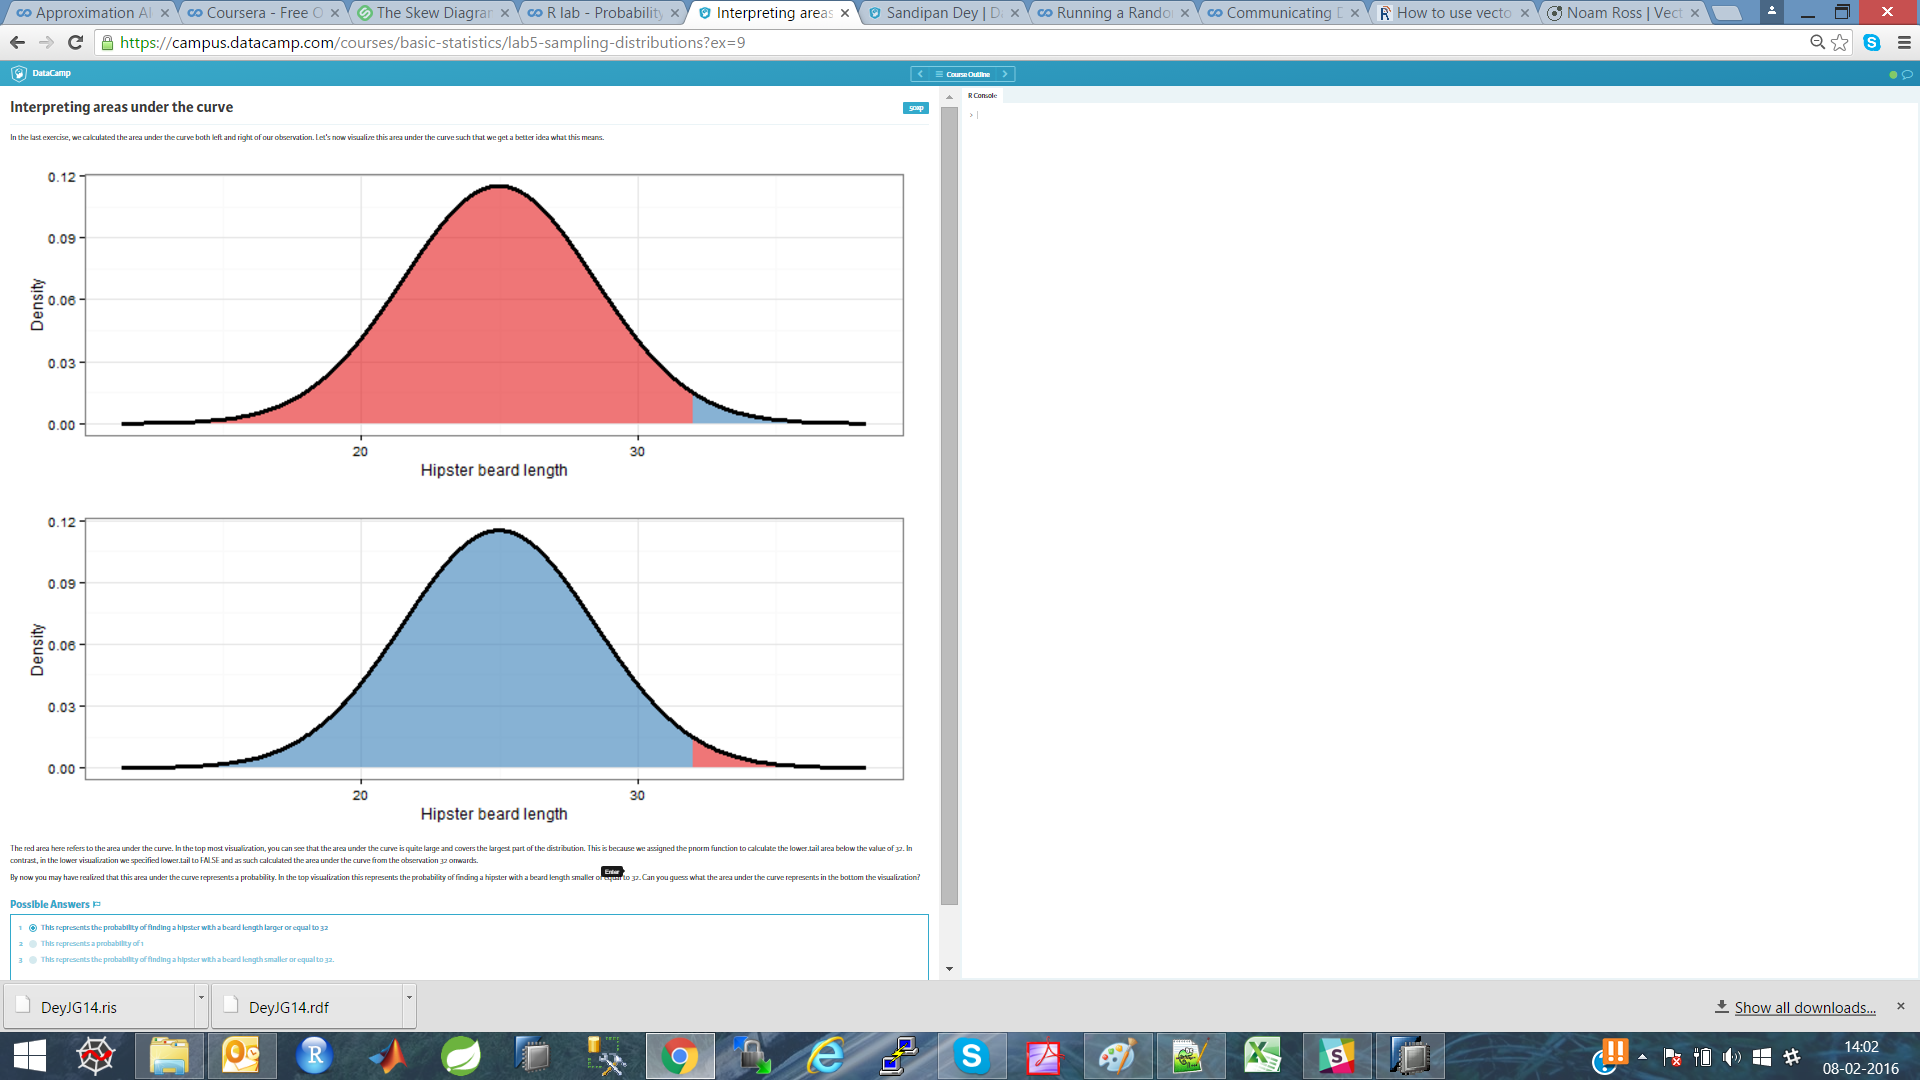 Approximation Al
Coursera - Free O
The Skew Diagran
R lab - Probability
Interpreting areas
Sandipan Dey | D
Running a Rando
Communicating D
How to use vecto
Noam Ross | Vect
https://campus.datacamp.com/courses/basic-statistics/lab5-sampling-distributions?ex=9
DataCamp
Course Outline
Interpreting areas under the curve
50xp
R Console
In the last exercise, we calculated the area under the curve both left and right of our observation. Let's now visualize this area under the curve such that we get a better idea what this means.
>
0.12
0.09
0.06
0.03
0.00
Density
20
30
Hipster beard length
0.12
0.09
0.06
0.03
0.00
Density
20
30
Hipster beard length
The red area here refers to the area under the curve. In the top most visualization, you can see that the area under the curve is quite large and covers the largest part of the distribution. This is because we assigned the pnorm function to calculate the lower.tail area below the value of 32. In
contrast, in the lower visualization we specified lower.tail to FALSE and as such calculated the area under the curve from the observation 32 onwards.
Enter
By now you may have realized that this area under the curve represents a probability. In the top visualization this represents the probability of finding a hipster with a beard length smaller or equal to 32. Can you guess what the area under the curve represents in the bottom the visualization?
Possible Answers
1 This represents the probability of finding a hipster with a beard length larger or equal to 32
2 This represents a probability of 1
3 This represents the probability of finding a hipster with a beard length smaller or equal to 32.
DeyJG14.ris
DeyJG14.rdf
Show all downloads...
14:02
08-02-2016